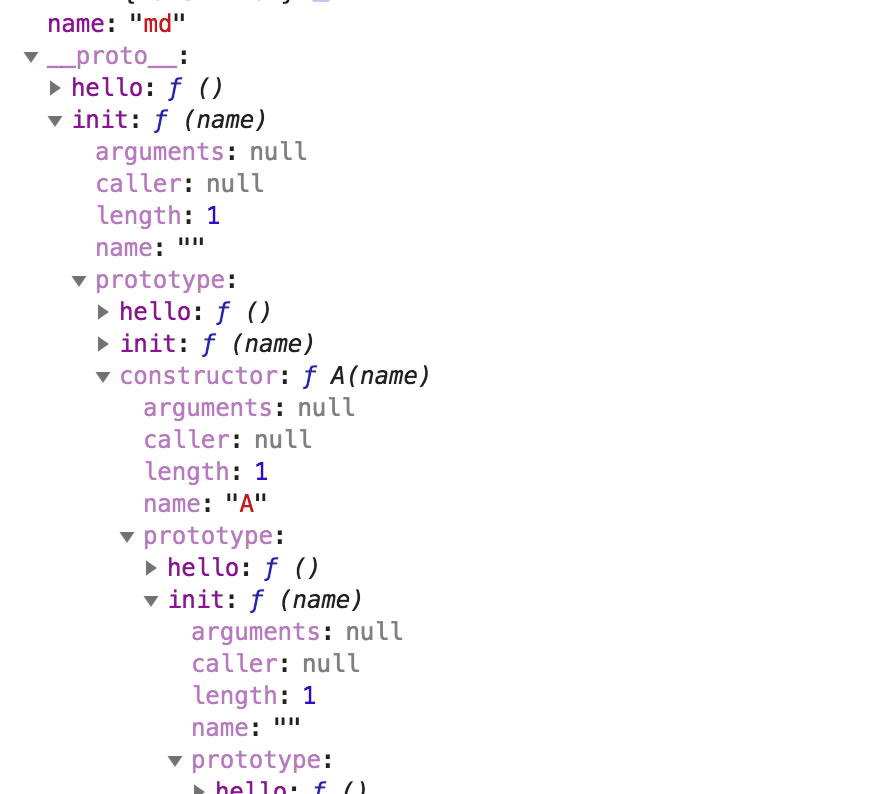 name: "md"
__proto__:
hello: ƒ ()
init: ƒ (name)
arguments: null
caller: null
length: 1
name: ""
prototype:
hello: ƒ ()
init: ƒ (name)
constructor: ƒ A(name)
arguments: null
caller: null
length: 1
name: "A"
prototype:
hello: ƒ ()
init: ƒ (name)
arguments: null
caller: null
length: 1
name: ""
prototype:
hello: ƒ ()